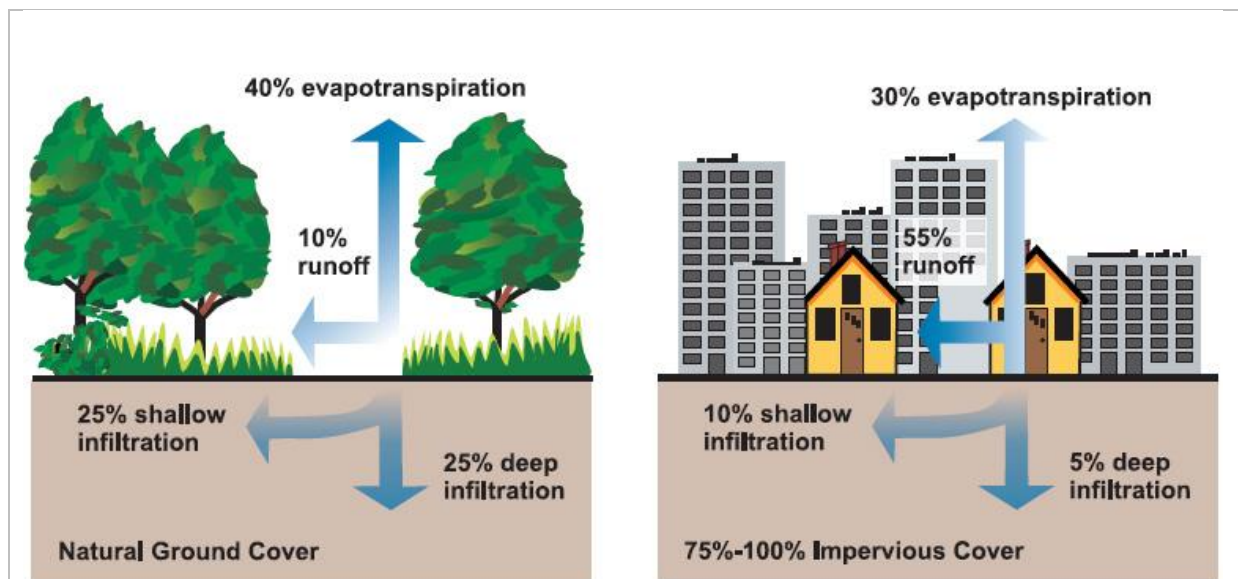 40% evapotranspiration
10%
runoff
25% shallow
infiltration
25% deep
infiltration
Natural Ground Cover
30% evapotranspiration
55%
runoff
10% shallow
infiltration
5% deep
infiltration
75%-100% Impervious Cover